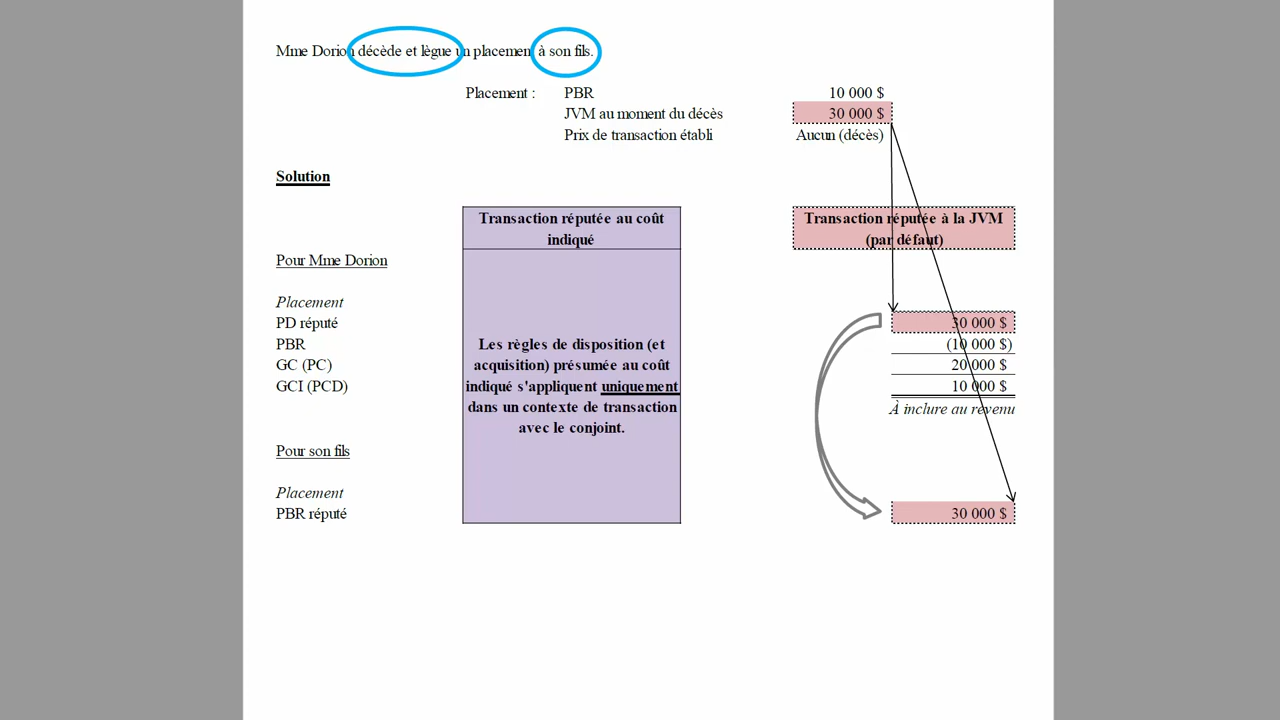 Mme Dorion décède et lègue un placement à son fils.
Placement : PBR 10 000 $
JVM au moment du décès 30 000 $
Prix de transaction établi Aucun (décès)
Solution
Transaction réputée au coût
indiqué
Transaction réputée à la JVM
(par défaut)
Pour Mme Dorion
Placement
PD réputé 30 000 $
PBR (10 000 $)
GC (PC) 20 000 $
GCI (PCD) 10 000 $
À inclure au revenu
Les règles de disposition (et
acquisition) présumée au coût
indiqué s'appliquent uniquement
dans un contexte de transaction
avec le conjoint.
Pour son fils
Placement
PBR réputé 30 000 $